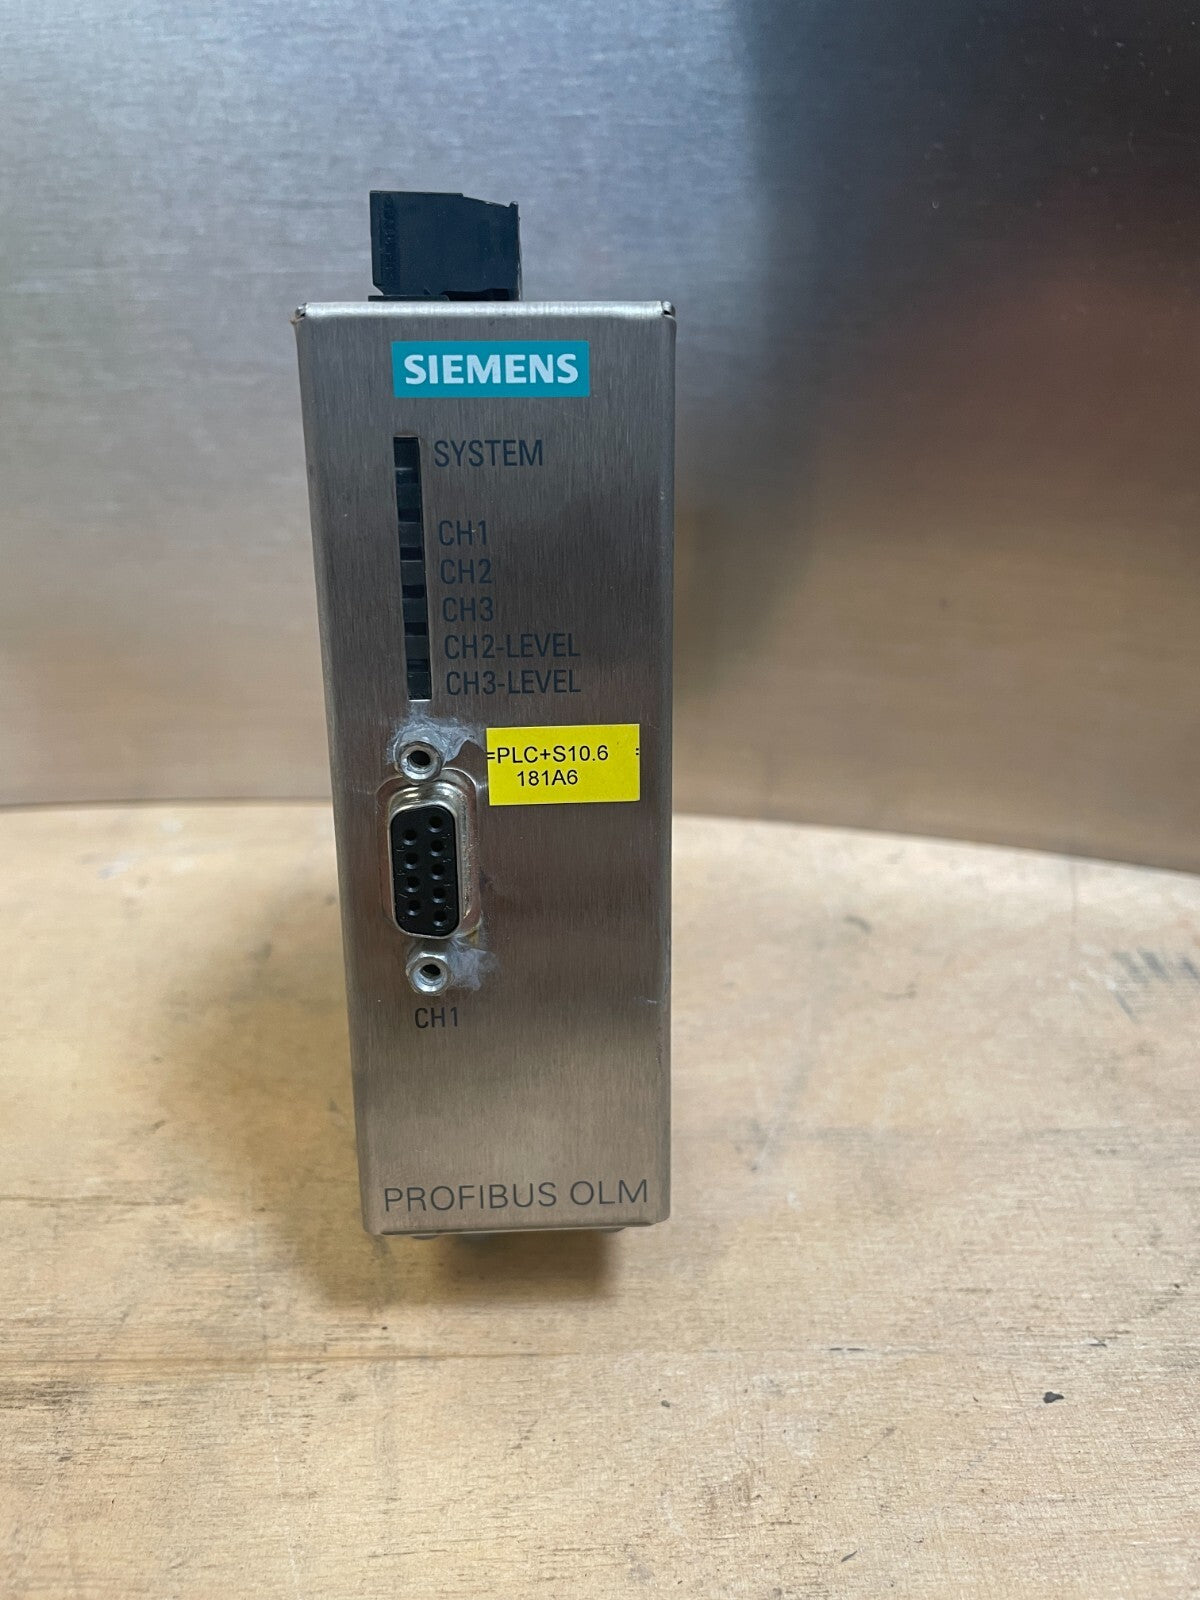 SIEMENS
SYSTEM
CH1
CH2
CH3
CH2-LEVEL
CH3-LEVEL
=PLC+S10.6
181A6
CH1
PROFIBUS OLM